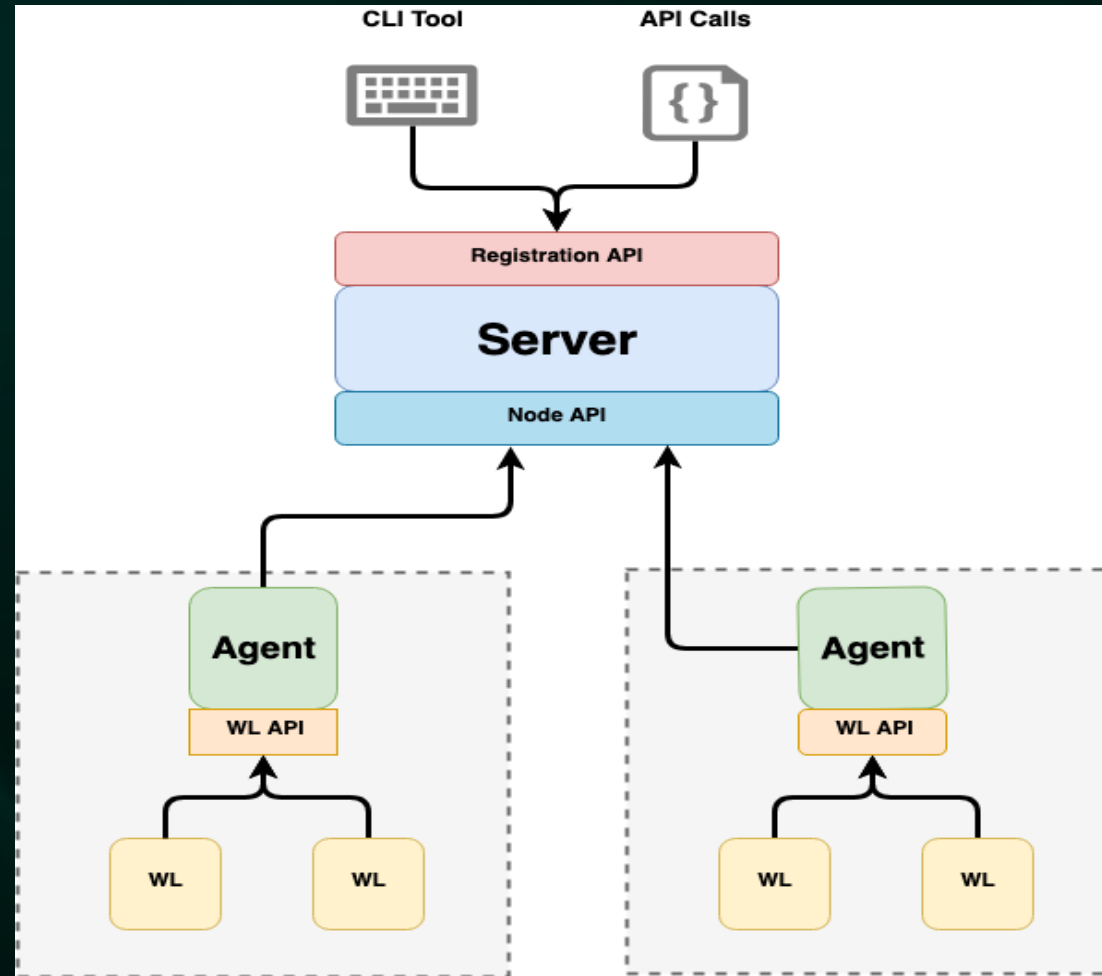 CLI Tool
API Calls
{}
Registration API
Server
Node API
Agent
Agent
WL API
WL API
WL
WL
WL
WL